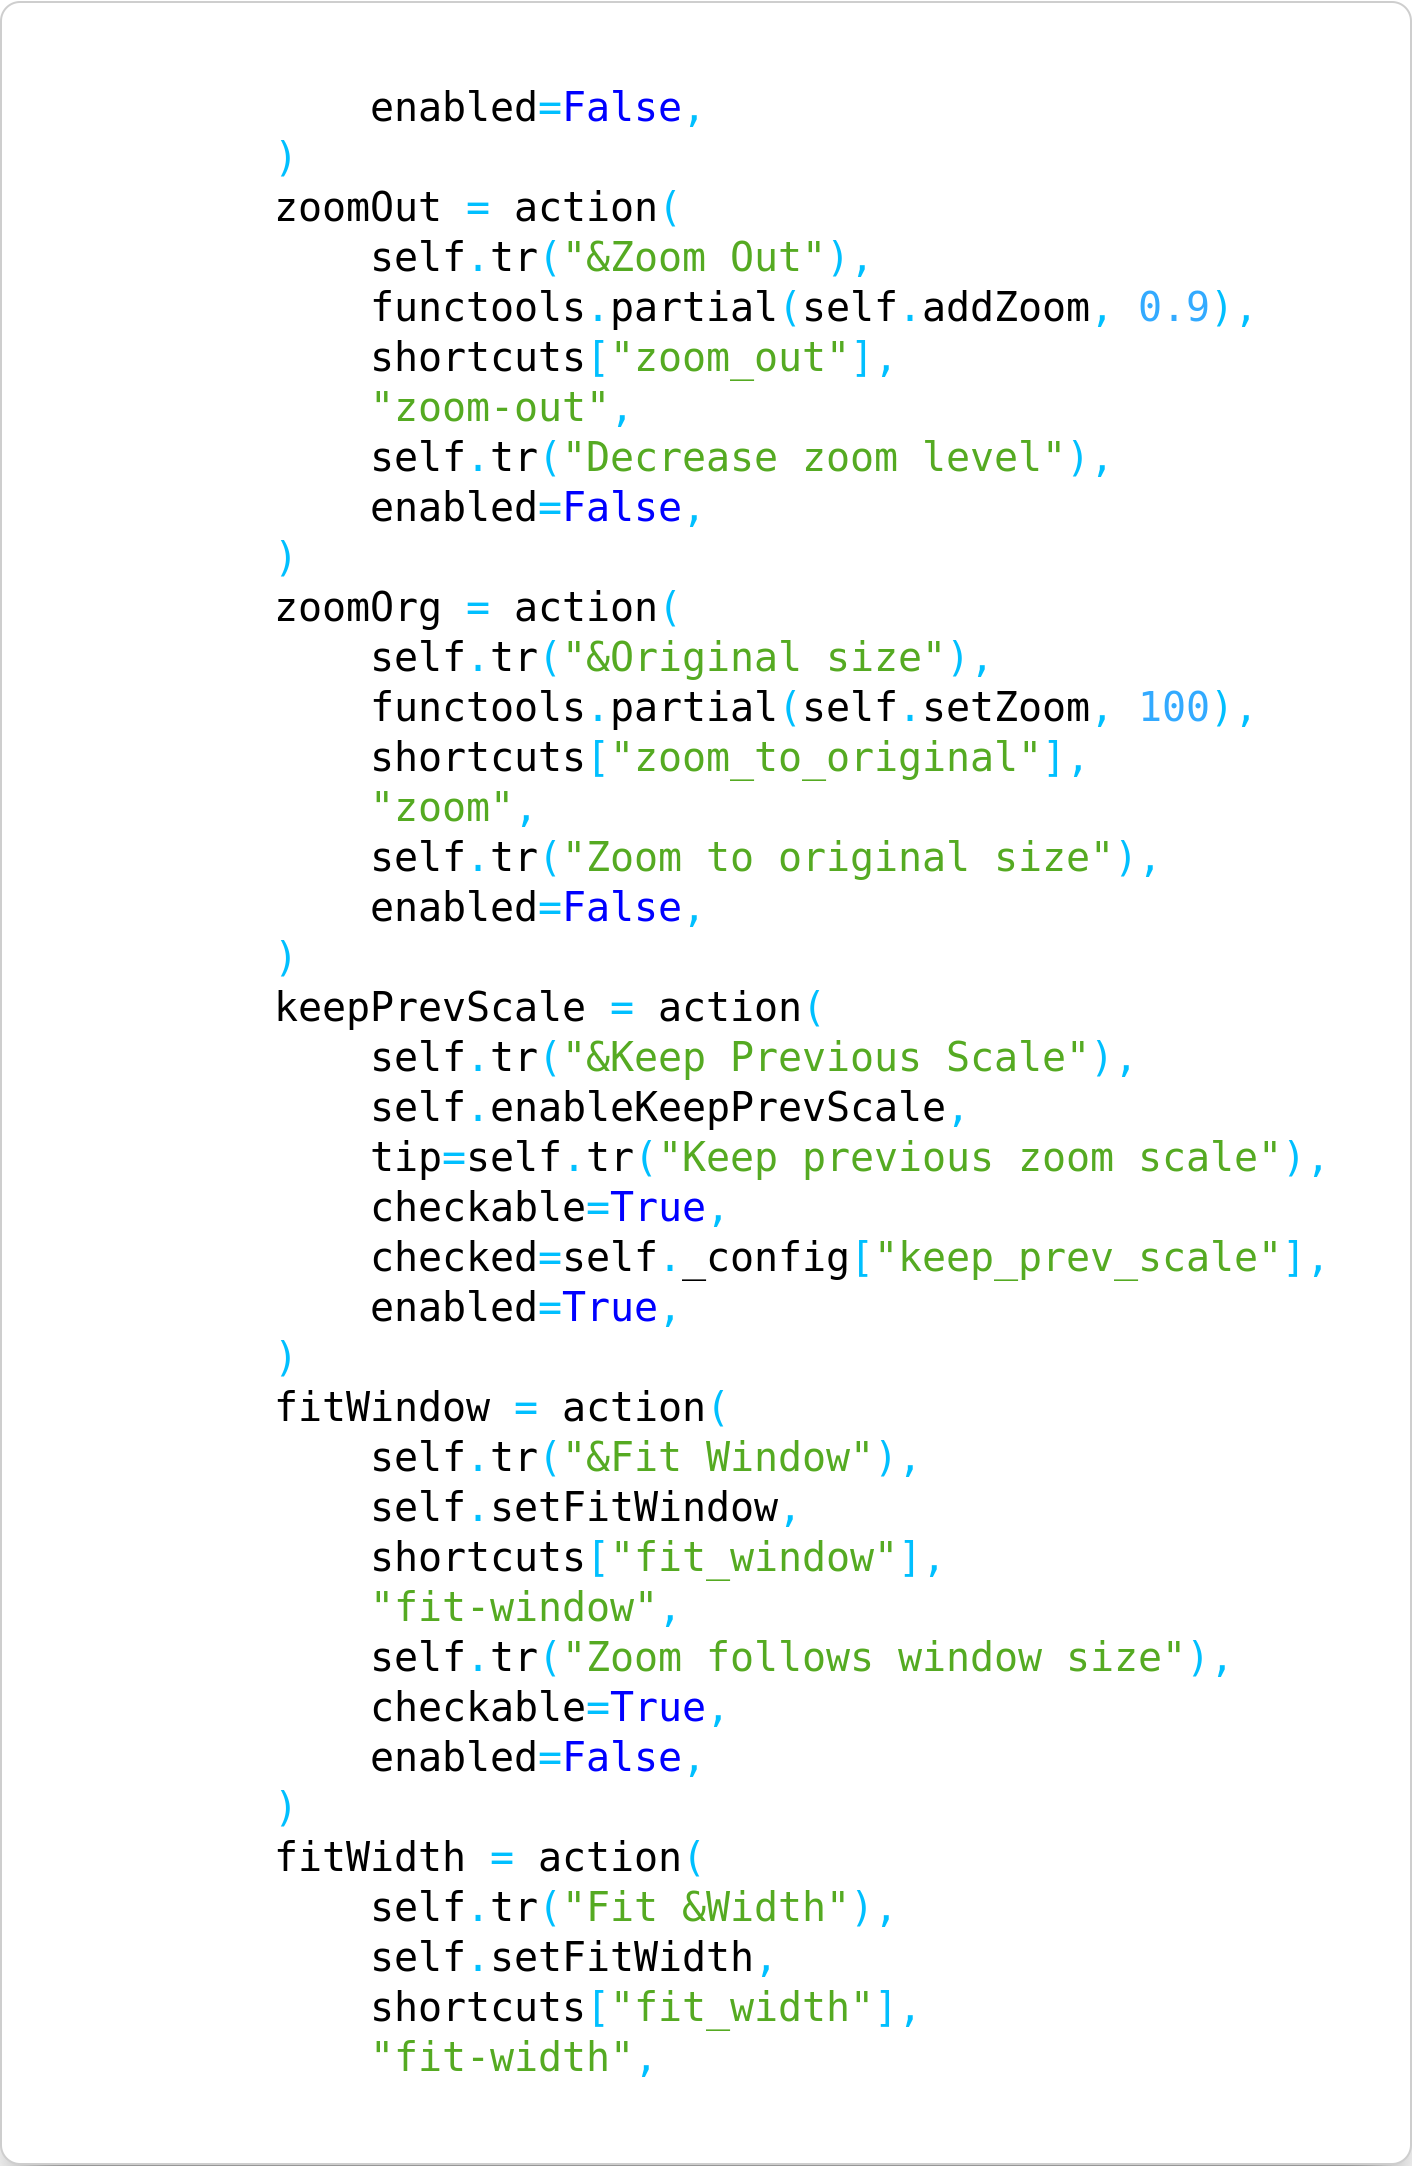 enabled=False,
        )
        zoomOut = action(
            self.tr("&Zoom Out"),
            functools.partial(self.addZoom, 0.9),
            shortcuts["zoom_out"],
            "zoom-out",
            self.tr("Decrease zoom level"),
            enabled=False,
        )
        zoomOrg = action(
            self.tr("&Original size"),
            functools.partial(self.setZoom, 100),
            shortcuts["zoom_to_original"],
            "zoom",
            self.tr("Zoom to original size"),
            enabled=False,
        )
        keepPrevScale = action(
            self.tr("&Keep Previous Scale"),
            self.enableKeepPrevScale,
            tip=self.tr("Keep previous zoom scale"),
            checkable=True,
            checked=self._config["keep_prev_scale"],
            enabled=True,
        )
        fitWindow = action(
            self.tr("&Fit Window"),
            self.setFitWindow,
            shortcuts["fit_window"],
            "fit-window",
            self.tr("Zoom follows window size"),
            checkable=True,
            enabled=False,
        )
        fitWidth = action(
            self.tr("Fit &Width"),
            self.setFitWidth,
            shortcuts["fit_width"],
            "fit-width",